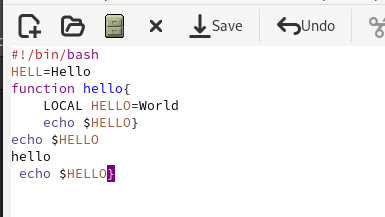 Save Undo
#!/bin/bash
HELL=Hello
function hello{
    LOCAL HELLO=World
    echo $HELLO}
echo $HELLO
hello
 echo $HELLO}